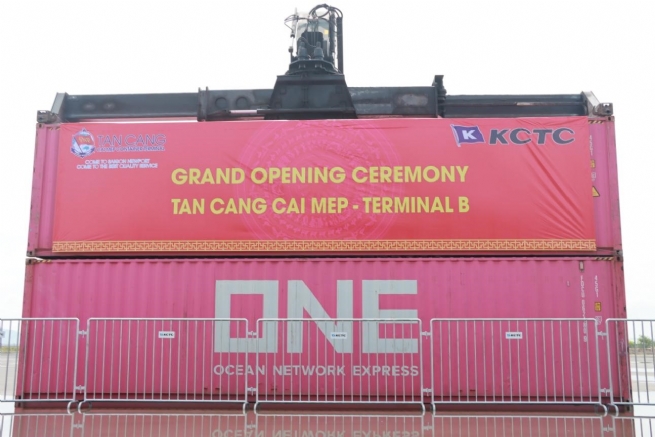 TAN CANG
COME TO SAIGON NEWPORT
COME TO THE BEST QUALITY SERVICE
K KCTC
GRAND OPENING CEREMONY
TAN CANG CAI MEP - TERMINAL B
ONE
OCEAN NETWORK EXPRESS